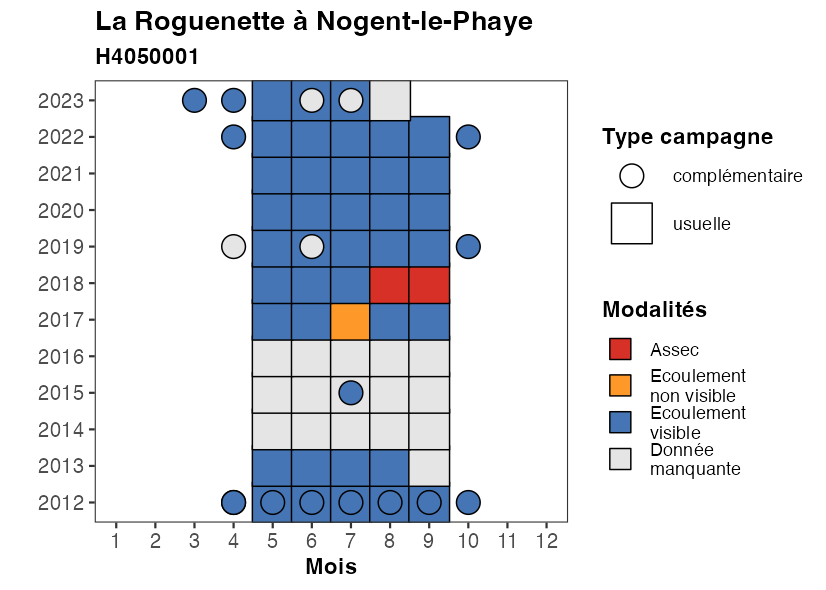 La Roguenette à Nogent-le-Phaye
H4050001
2023
2022
2021
2020
2019
2018
2017
2016
2015
2014
2013
2012
1 2 3 4 5 6 7 8 9 10 11 12
Mois
Type campagne
complémentaire
usuelle
Modalités
Assec
Ecoulement
non visible
Ecoulement
visible
Donnée
manquante